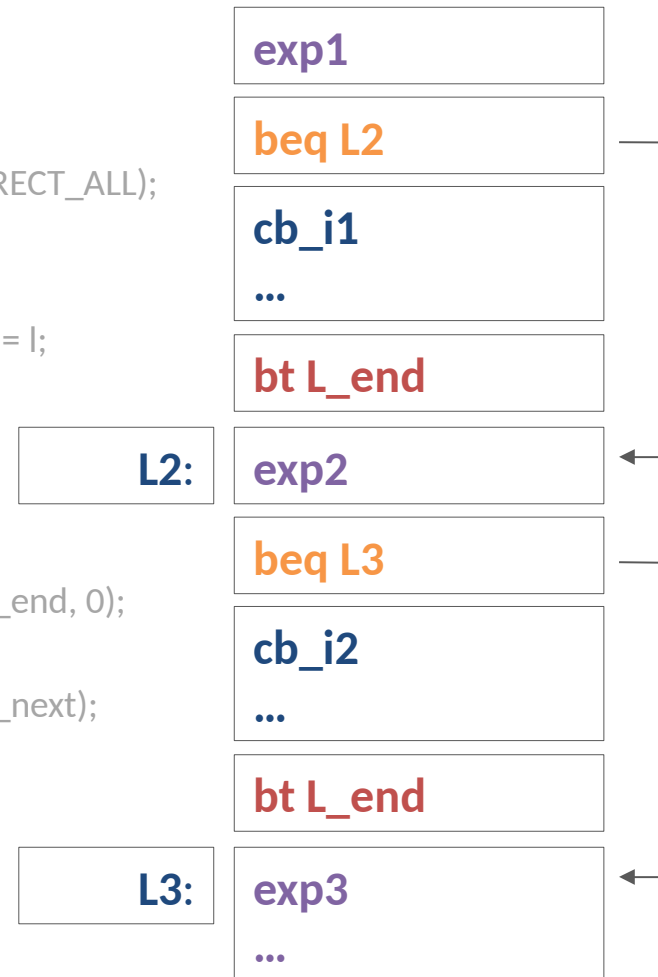 exp1
beq L2
RECT_ALL);
cb_i1
...
= l;
bt L_end
L2: exp2
beq L3
_end, 0);
cb_i2
_next);
...
bt L_end
L3: exp3
...